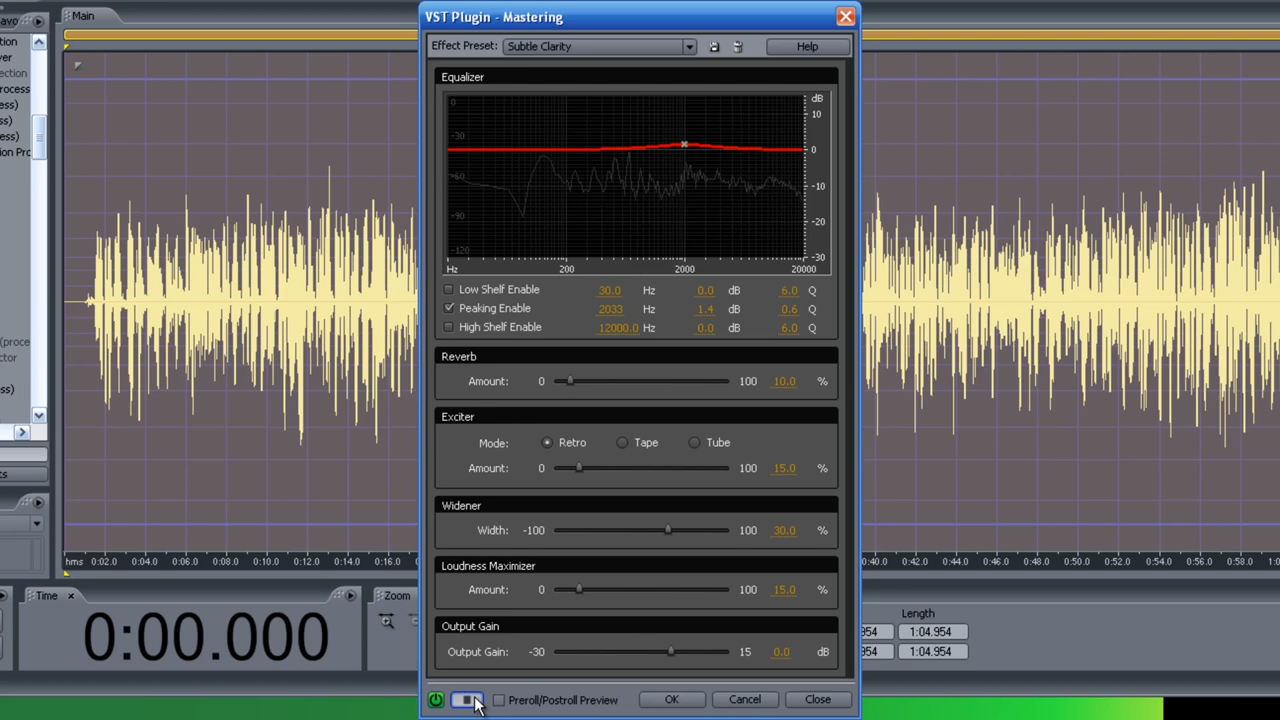 VST Plugin - Mastering
Main
Effect Preset: Subtle Clarity Help
Equalizer
dB
0 10
-30 0
-60 -10
-90 -20
-120 -30
Hz 200 2000 20000
Low Shelf Enable 30.0 Hz 0.0 dB 6.0 Q
Peaking Enable 2033 Hz 1.4 dB 0.6 Q
High Shelf Enable 12000.0 Hz 0.0 dB 6.0 Q
Reverb
Amount: 0 100 10.0 %
Exciter
Mode: Retro Tape Tube
Amount: 0 100 15.0 %
Widener
Width: -100 100 30.0 %
Loudness Maximizer
Amount: 0 100 15.0 %
Output Gain
Output Gain: -30 15 0.0 dB
Preroll/Postroll Preview OK Cancel Close
hms 0:02.0 0:04.0 0:06.0 0:08.0 0:10.0 0:12.0 0:14.0 0:16.0
0:40.0 0:42.0 0:44.0 0:46.0 0:48.0 0:50.0 0:52.0 0:54.0 0:56.0 0:58.0
Time
0:00.000
Zoom
Length
954 1:04.954
954 1:04.954